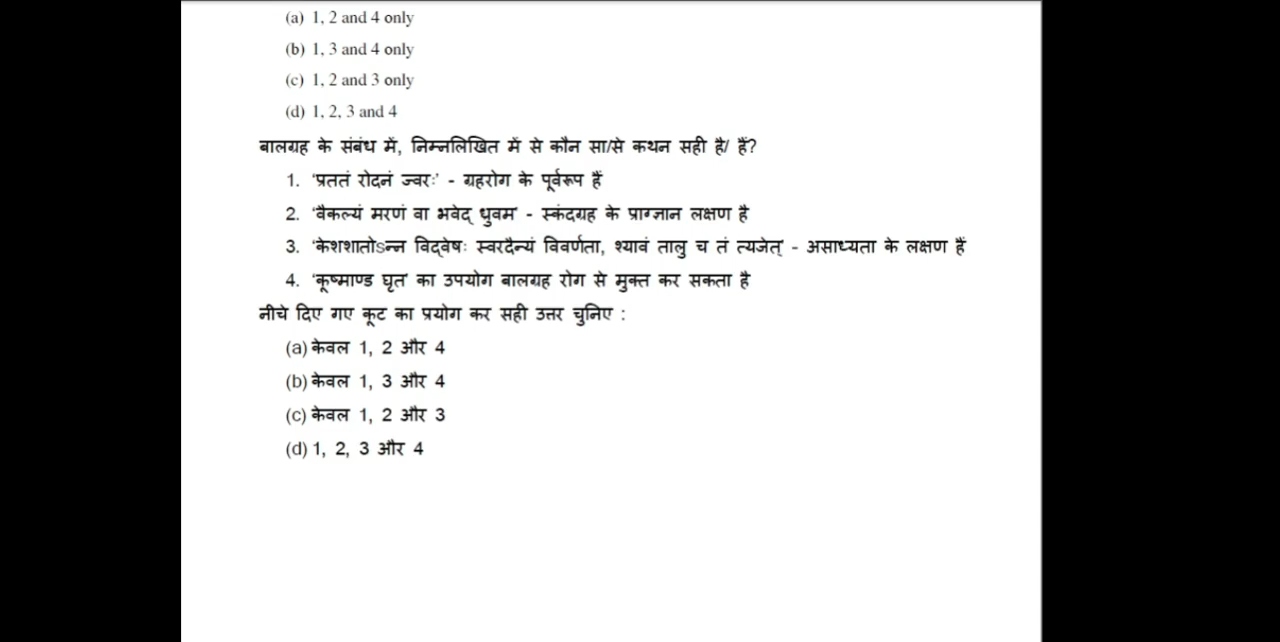 (a) 1, 2 and 4 only
(b) 1, 3 and 4 only
(c) 1, 2 and 3 only
(d) 1, 2, 3 and 4
बालग्रह के संबंध में, निम्नलिखित में से कौन सा/से कथन सही है/ हैं?
1. 'प्रततं रोदनं ज्वरः' - ग्रहरोग के पूर्वरूप हैं
2. 'वैकल्यं मरणं वा भवेद् ध्रुवम' - स्कंदग्रह के प्राग्ज्ञान लक्षण है
3. 'केशशातोऽन्न विद्वेषः स्वरदैन्यं विवर्णता, श्यावं तालु च तं त्यजेत्' - असाध्यता के लक्षण हैं
4. 'कूष्माण्ड घृत' का उपयोग बालग्रह रोग से मुक्त कर सकता है
नीचे दिए गए कूट का प्रयोग कर सही उत्तर चुनिए :
(a) केवल 1, 2 और 4
(b) केवल 1, 3 और 4
(c) केवल 1, 2 और 3
(d) 1, 2, 3 और 4